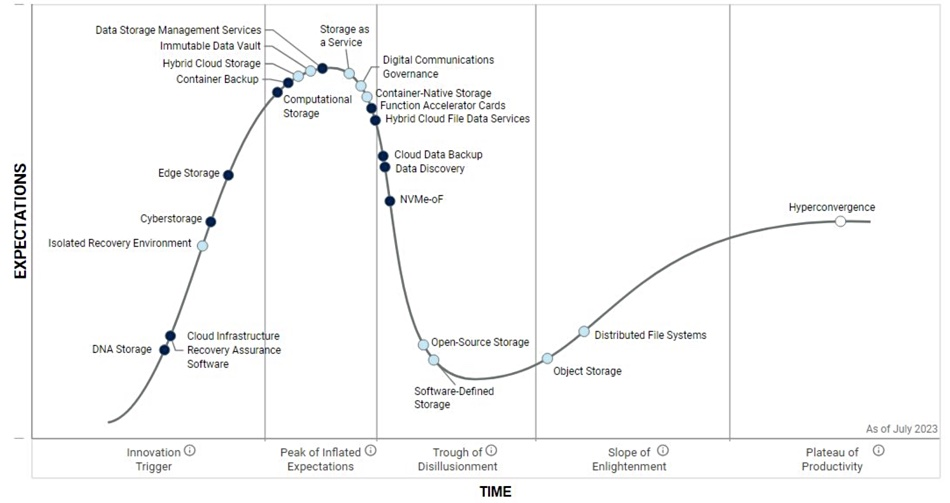 Data Storage Management Services
Immutable Data Vault
Hybrid Cloud Storage
Container Backup
Computational
Storage
Storage as
a Service
Digital Communications
Governance
Container-Native Storage
Function Accelerator Cards
Hybrid Cloud File Data Services
Edge Storage
Cloud Data Backup
Data Discovery
NVMe-oF
Cyberstorage
Isolated Recovery Environment
Hyperconvergence
DNA Storage
Cloud Infrastructure
Recovery Assurance
Software
Open-Source Storage
Software-Defined
Storage
Distributed File Systems
Object Storage
EXPECTATIONS
As of July 2023
Innovation
Trigger
Peak of Inflated
Expectations
Trough of
Disillusionment
Slope of
Enlightenment
Plateau of
Productivity
TIME